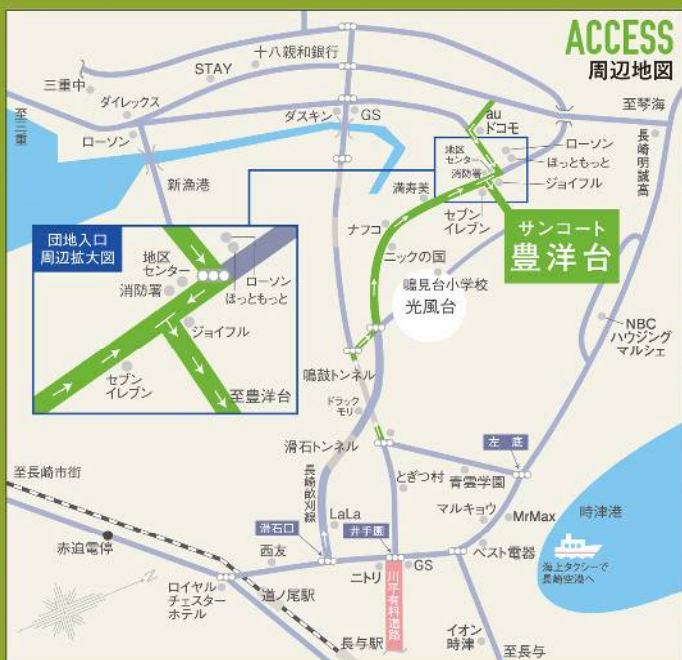 ACCESS
周辺地図
十八親和銀行
STAY
三重中
ダイレックス
至三重
ローソン
新漁港
ダスキン
GS
au
ドコモ
至琴海
長崎明誠高
地区
センター
消防署
ローソン
ほっともっと
ジョイフル
満寿美
セブン
イレブン
ナフコ
ニックの国
サンコート
豊洋台
鳴見台小学校
光風台
団地入口
周辺拡大図
地区
センター
消防署
ローソン
ほっともっと
ジョイフル
セブン
イレブン
至豊洋台
NBC
ハウジング
マルシェ
鳴鼓トンネル
ドラック
モリ
滑石トンネル
左底
至長崎市街
長崎畝刈線
とぎつ村
青雲学園
時津港
マルキョウ
MrMax
LaLa
滑石口
井手園
赤迫電停
西友
ベスト電器
海上タクシーで
長崎空港へ
ニトリ
GS
ロイヤル
チェスター
ホテル
道ノ尾駅
川平有料道路
N
長与駅
イオン
時津
至長与